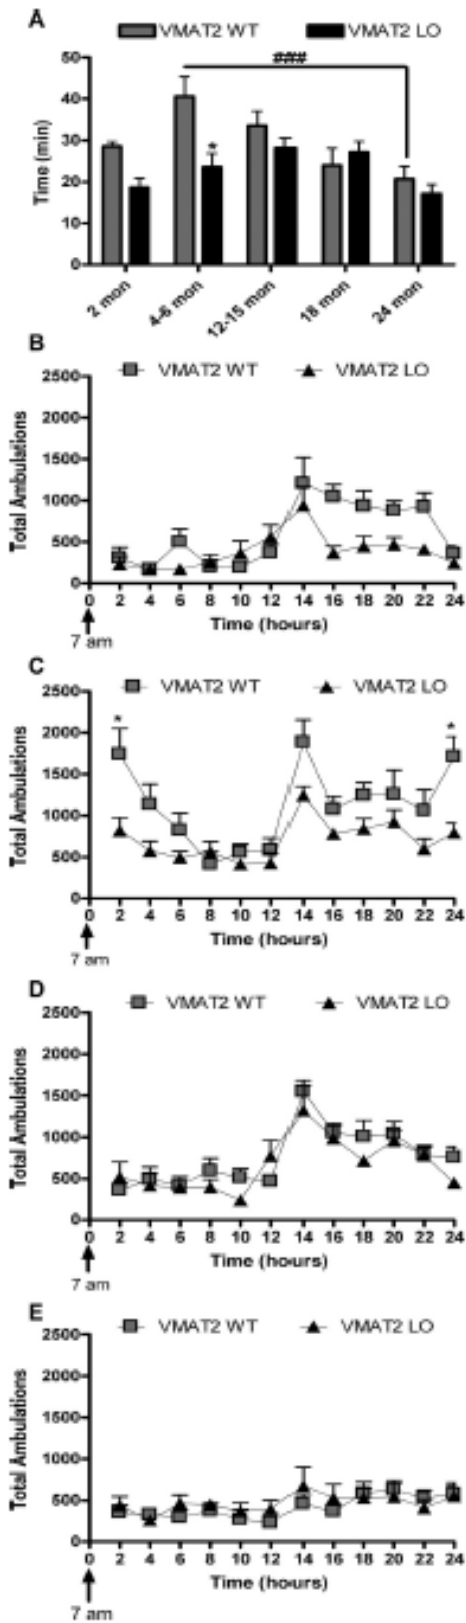 A
VMAT2 WT VMAT2 LO
###
50
40
30
20
10
0
*
Time (min)
2 mon 4-6 mon 12-15 mon 18 mon 24 mon
B
VMAT2 WT VMAT2 LO
2500
2000
1500
1000
500
0
Total Ambulations
0 2 4 6 8 10 12 14 16 18 20 22 24
Time (hours)
7 am
C
VMAT2 WT VMAT2 LO
2500
2000
1500
1000
500
0
* *
Total Ambulations
0 2 4 6 8 10 12 14 16 18 20 22 24
Time (hours)
7 am
D
VMAT2 WT VMAT2 LO
2500
2000
1500
1000
500
0
Total Ambulations
0 2 4 6 8 10 12 14 16 18 20 22 24
Time (hours)
7 am
E
VMAT2 WT VMAT2 LO
2500
2000
1500
1000
500
0
Total Ambulations
0 2 4 6 8 10 12 14 16 18 20 22 24
Time (hours)
7 am